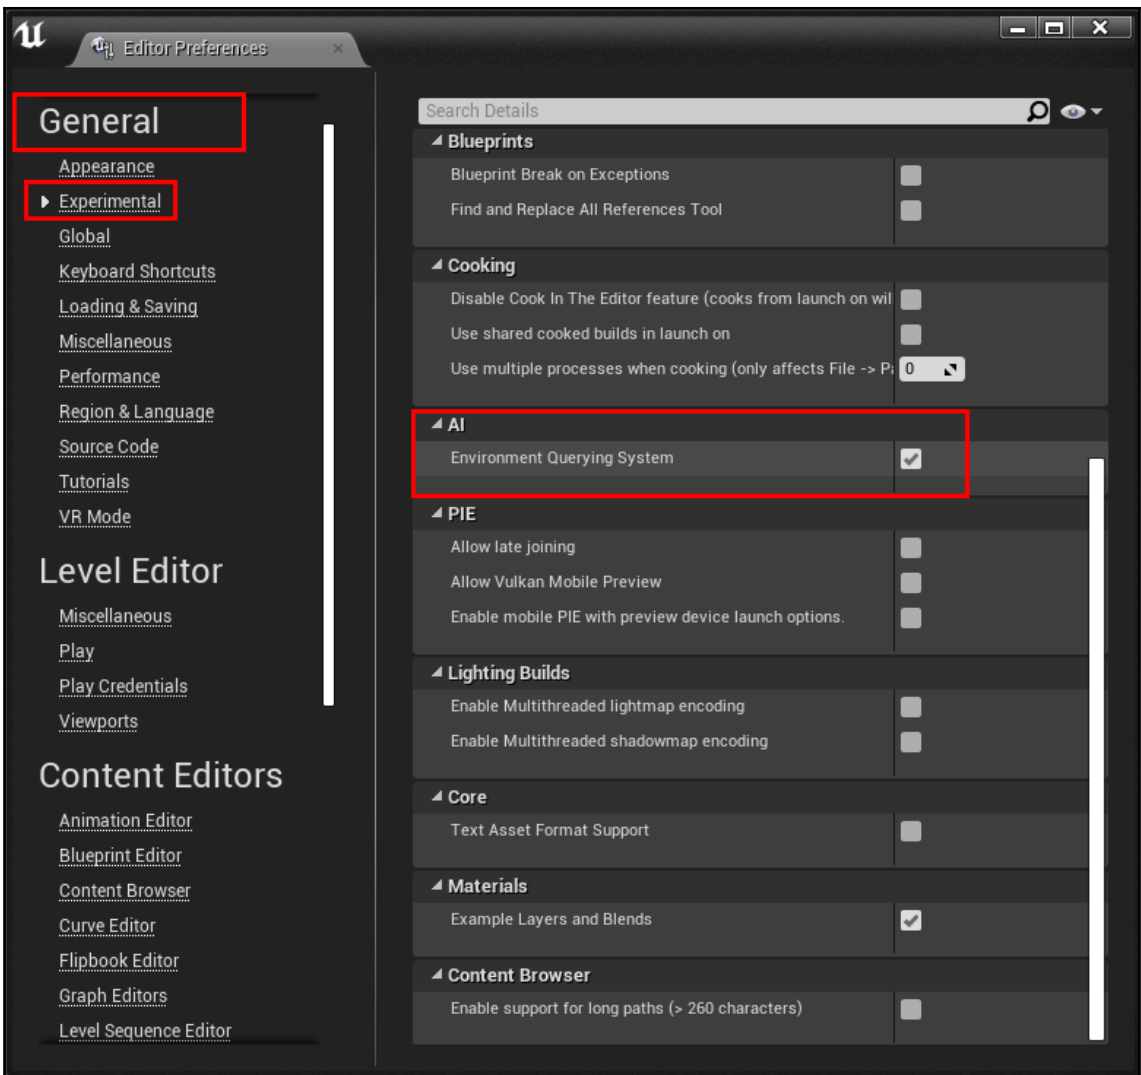 Editor Preferences
General
Appearance
Experimental
Global
Keyboard Shortcuts
Loading & Saving
Miscellaneous
Performance
Region & Language
Source Code
Tutorials
VR Mode
Level Editor
Miscellaneous
Play
Play Credentials
Viewports
Content Editors
Animation Editor
Blueprint Editor
Content Browser
Curve Editor
Flipbook Editor
Graph Editors
Level Sequence Editor
Search Details
Blueprints
Blueprint Break on Exceptions
Find and Replace All References Tool
Cooking
Disable Cook In The Editor feature (cooks from launch on wil
Use shared cooked builds in launch on
Use multiple processes when cooking (only affects File -> Pa 0
AI
Environment Querying System
PIE
Allow late joining
Allow Vulkan Mobile Preview
Enable mobile PIE with preview device launch options.
Lighting Builds
Enable Multithreaded lightmap encoding
Enable Multithreaded shadowmap encoding
Core
Text Asset Format Support
Materials
Example Layers and Blends
Content Browser
Enable support for long paths (> 260 characters)